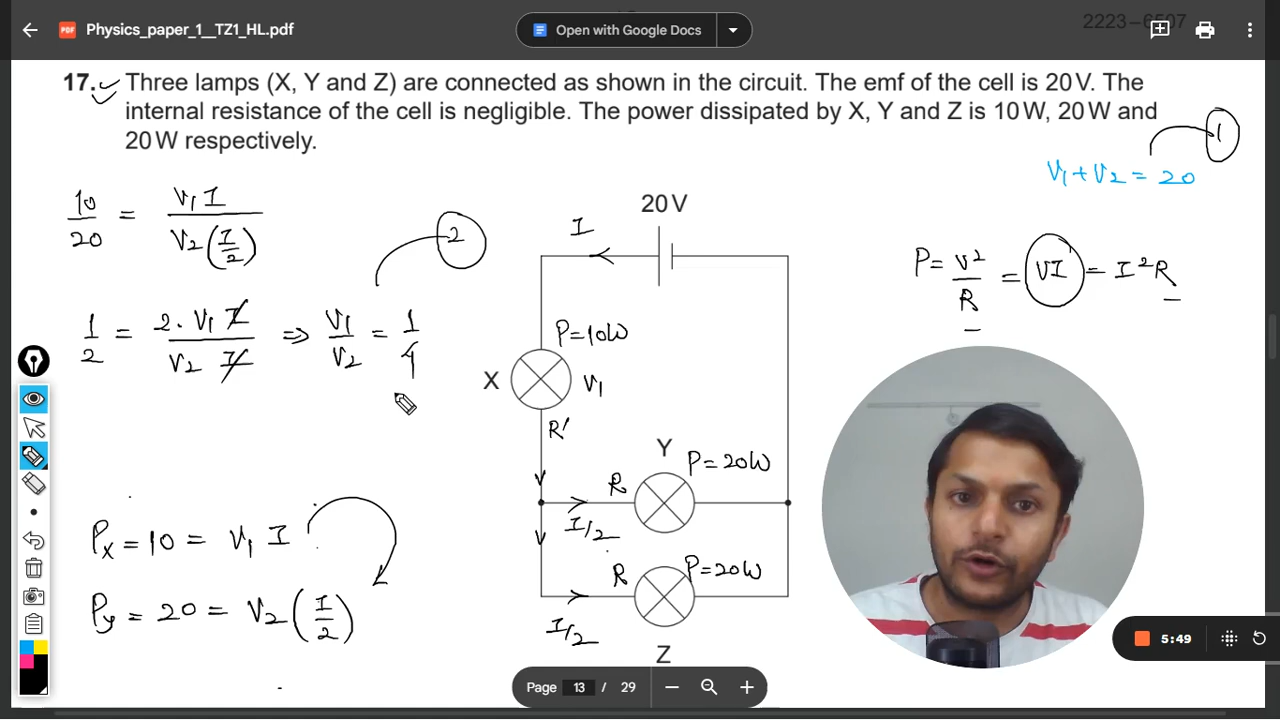 2223–6507
Physics_paper_1__TZ1_HL.pdf
Open with Google Docs
17. Three lamps (X, Y and Z) are connected as shown in the circuit. The emf of the cell is 20 V. The
internal resistance of the cell is negligible. The power dissipated by X, Y and Z is 10 W, 20 W and
20 W respectively.
1
V1 + V2 = 20
10/20 = V1 I / V2 (I/2)
2
20 V
I
P = V²/R = VI = I²R
1/2 = 2 . V1 I / V2 I ⇒ V1/V2 = 1/4
P = 10W
X
V1
R'
Y
P = 20W
R
I/2
Px = 10 = V1 I
R
P = 20W
Py = 20 = V2 (I/2)
I/2
Z
5:49
Page 13 / 29